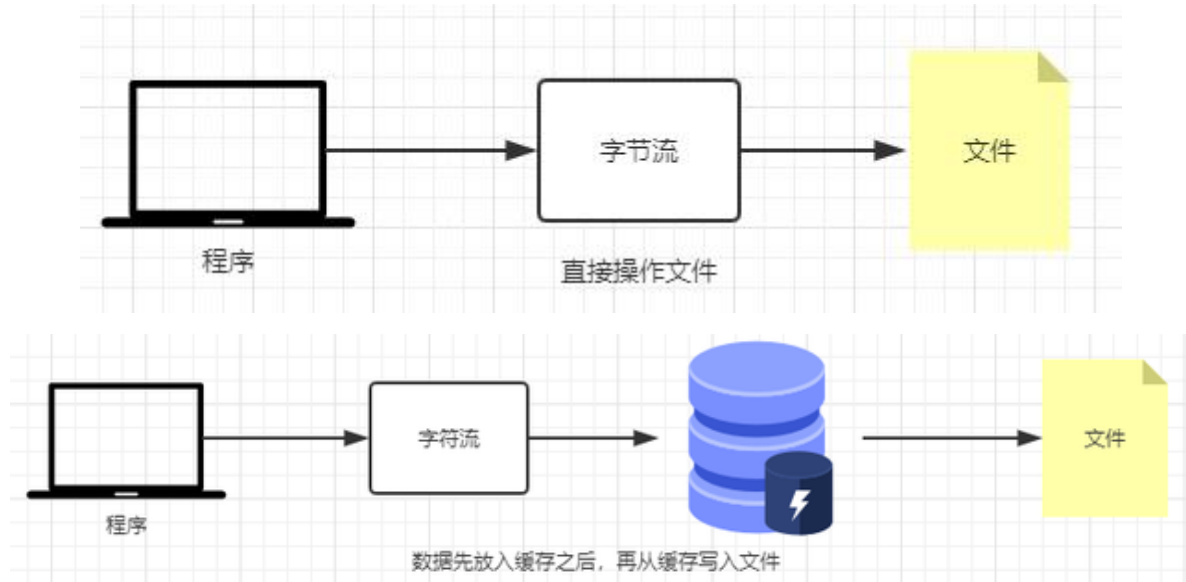 字节流
文件
程序
直接操作文件
字符流
文件
程序
数据先放入缓存之后，再从缓存写入文件